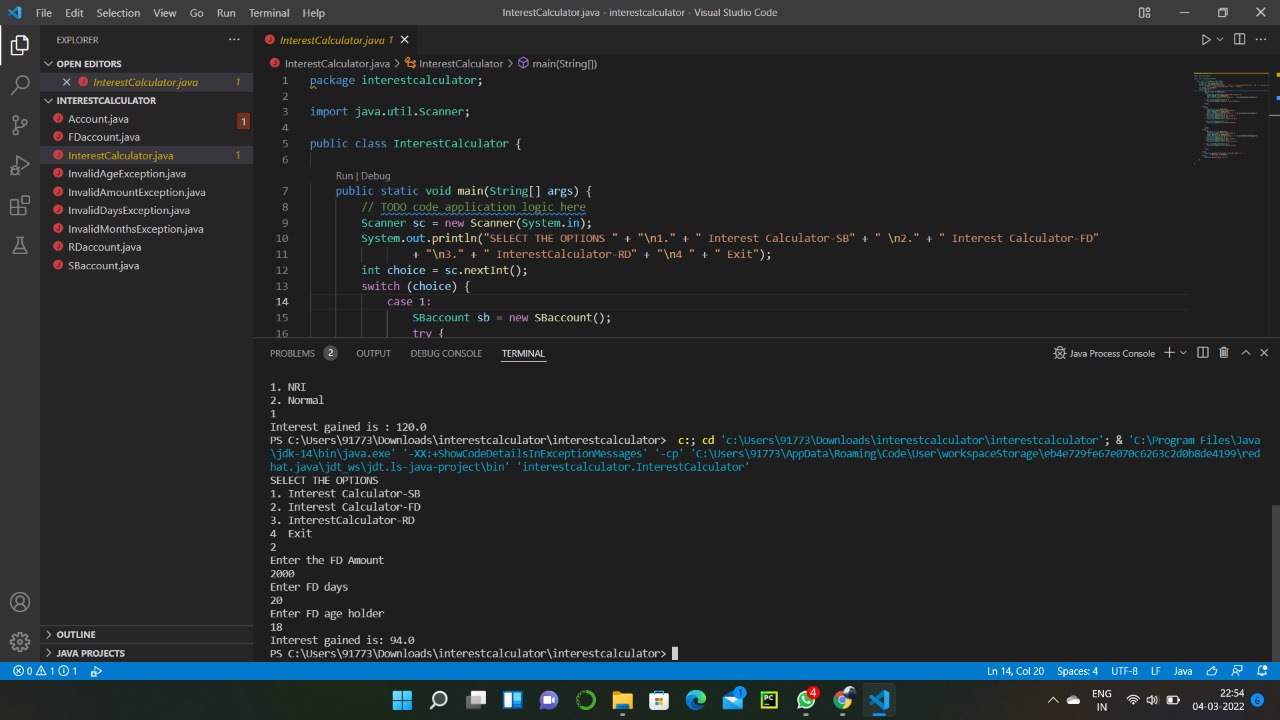 File Edit Selection View Go Run Terminal Help InterestCalculator.java - interestcalculator - Visual Studio Code
EXPLORER
OPEN EDITORS
InterestCalculator.java 1
INTERESTCALCULATOR
Account.java 1
FDaccount.java
InterestCalculator.java 1
InvalidAgeException.java
InvalidAmountException.java
InvalidDaysException.java
InvalidMonthsException.java
RDaccount.java
SBaccount.java
OUTLINE
JAVA PROJECTS
InterestCalculator.java 1
InterestCalculator.java > InterestCalculator > main(String[])
1 package interestcalculator;
2
3 import java.util.Scanner;
4
5 public class InterestCalculator {
6
Run | Debug
7 public static void main(String[] args) {
8 // TODO code application logic here
9 Scanner sc = new Scanner(System.in);
10 System.out.println("SELECT THE OPTIONS " + "\n1." + " Interest Calculator-SB" + " \n2." + " Interest Calculator-FD"
11 + "\n3." + " InterestCalculator-RD" + "\n4 " + " Exit");
12 int choice = sc.nextInt();
13 switch (choice) {
14 case 1:
15 SBaccount sb = new SBaccount();
16 try {
PROBLEMS 2 OUTPUT DEBUG CONSOLE TERMINAL Java Process Console
1. NRI
2. Normal
1
Interest gained is : 120.0
PS C:\Users\91773\Downloads\interestcalculator\interestcalculator> c:; cd 'c:\Users\91773\Downloads\interestcalculator\interestcalculator'; & 'C:\Program Files\Java
\jdk-14\bin\java.exe' '-XX:+ShowCodeDetailsInExceptionMessages' '-cp' 'C:\Users\91773\AppData\Roaming\Code\User\workspaceStorage\eb4e729fe67e070c6263c2d0b8de4199\red
hat.java\jdt_ws\jdt.ls-java-project\bin' 'interestcalculator.InterestCalculator'
SELECT THE OPTIONS
1. Interest Calculator-SB
2. Interest Calculator-FD
3. InterestCalculator-RD
4  Exit
2
Enter the FD Amount
2000
Enter FD days
20
Enter FD age holder
18
Interest gained is: 94.0
PS C:\Users\91773\Downloads\interestcalculator\interestcalculator>
0 1 1 Ln 14, Col 20 Spaces: 4 UTF-8 LF Java
1 PC 4 ENG 22:54
IN 04-03-2022 6